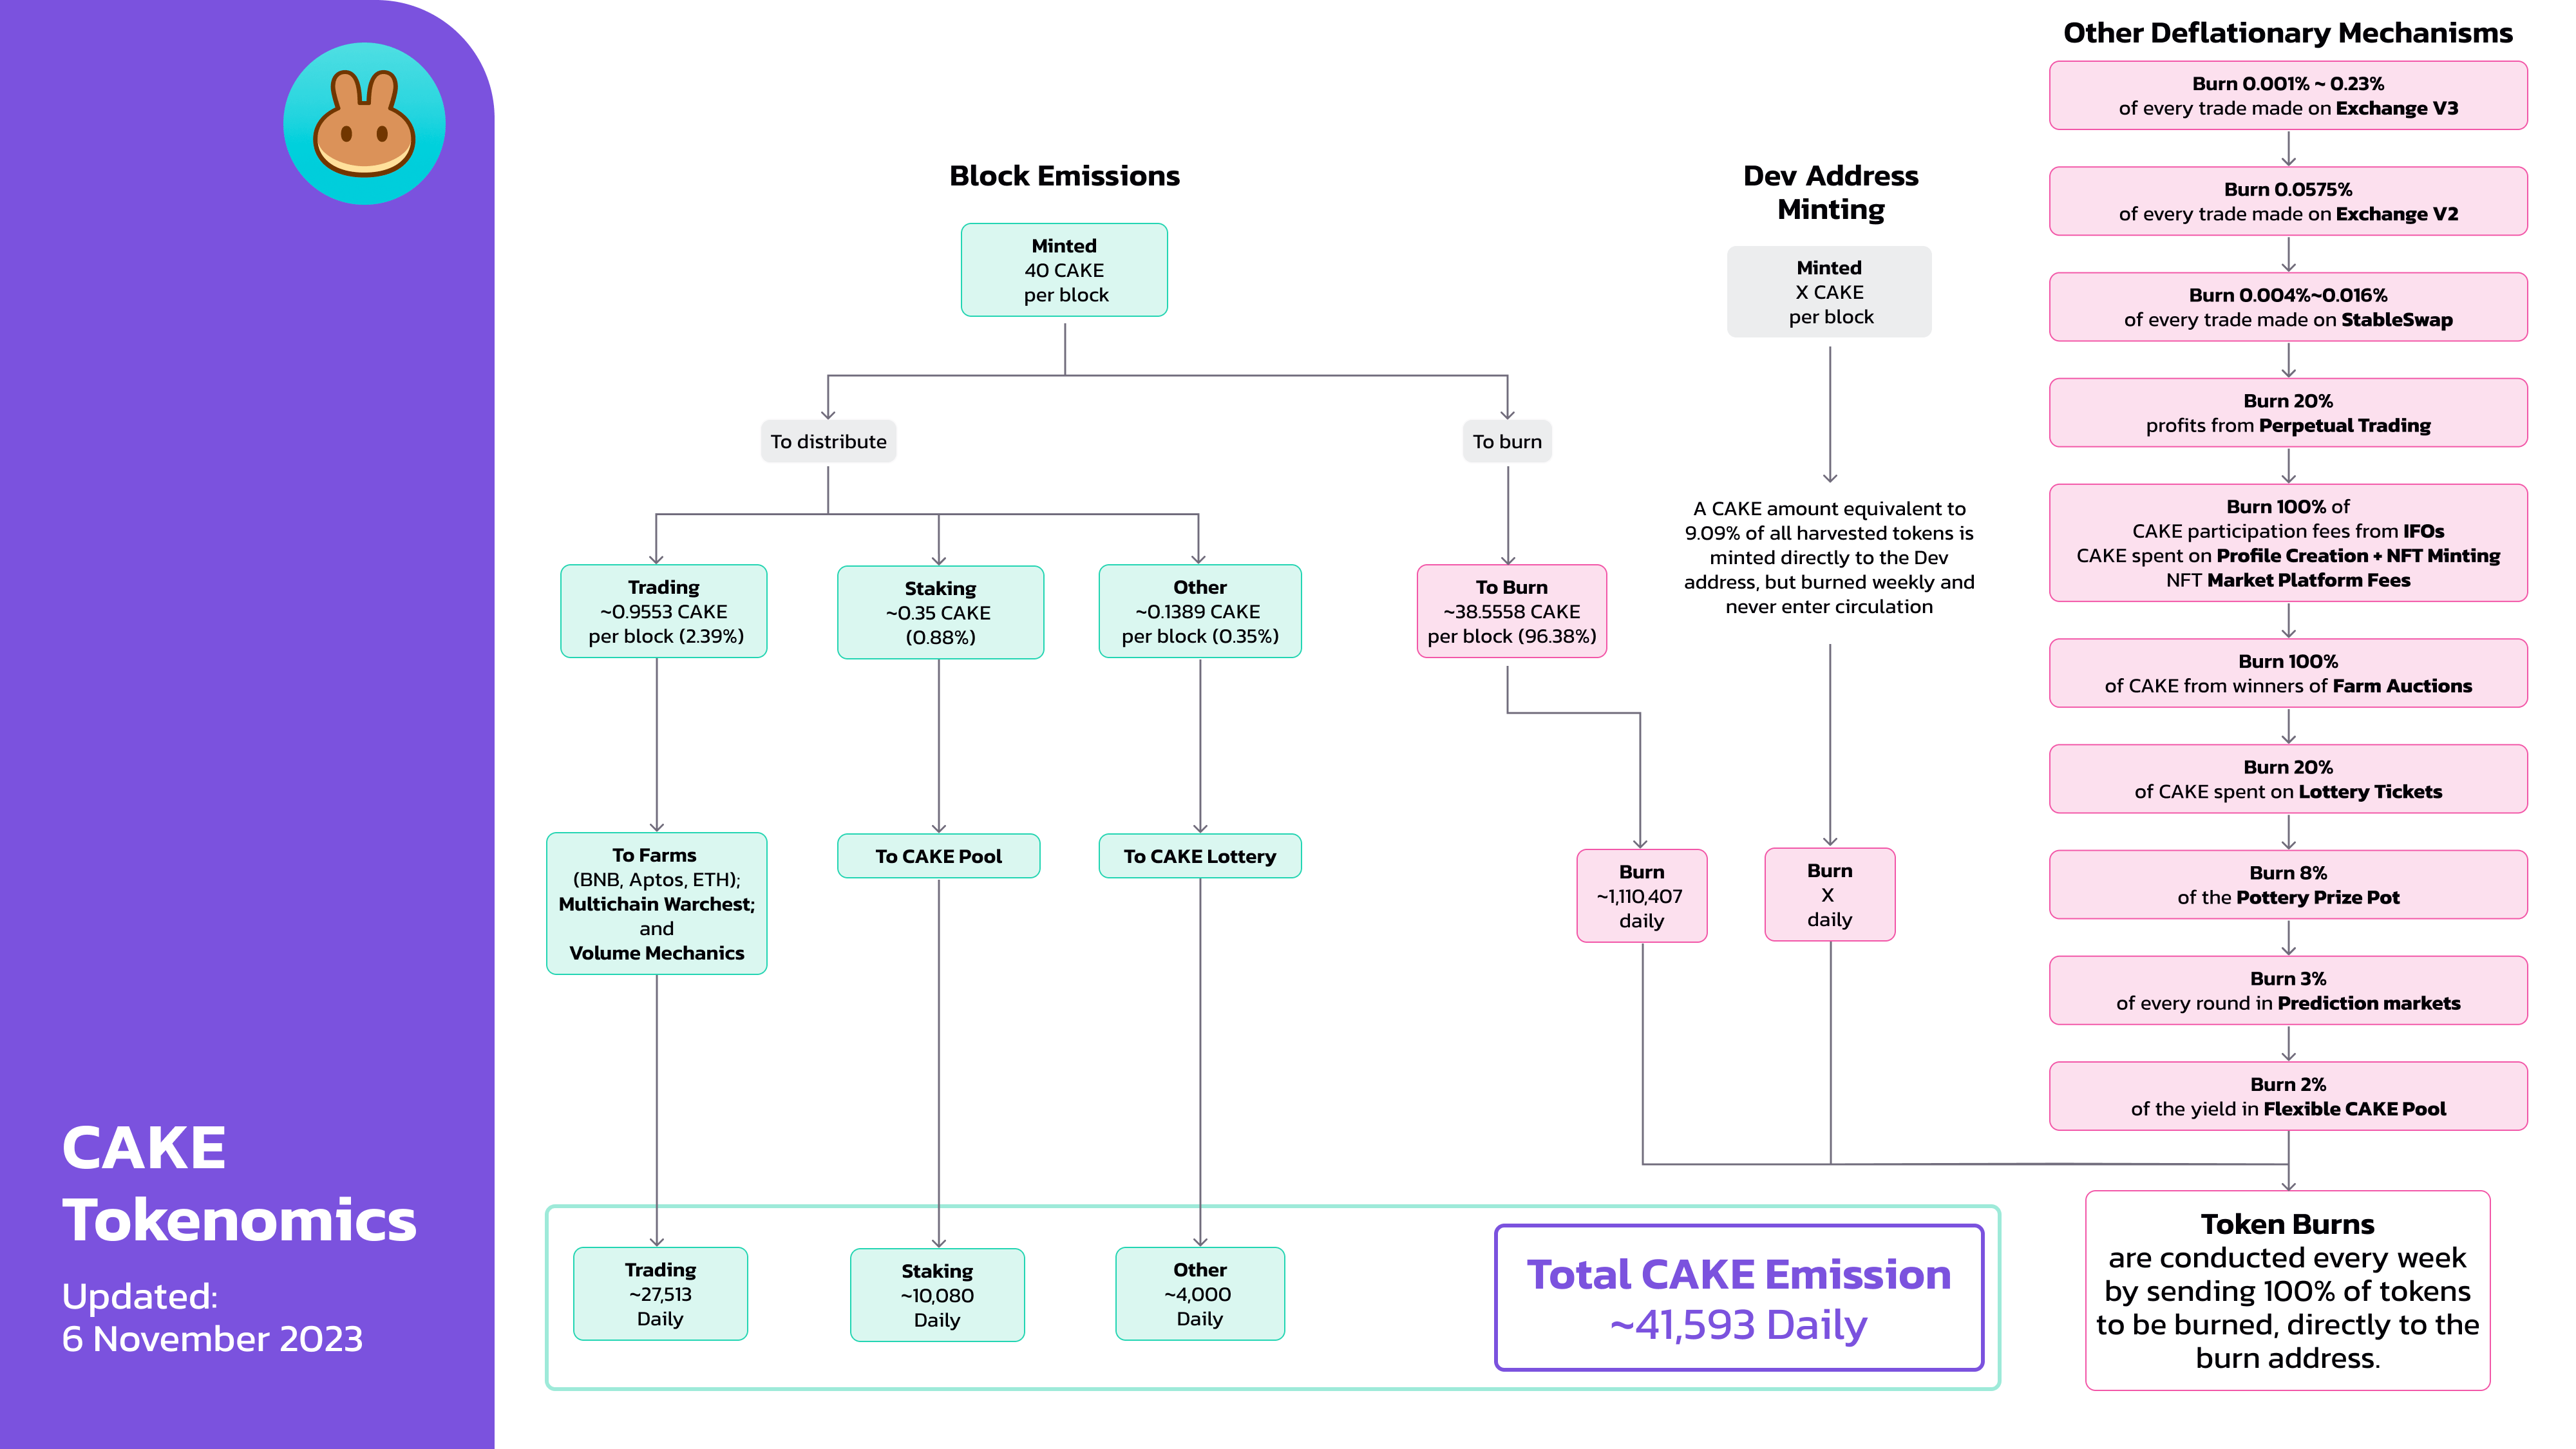 CAKE
Tokenomics
Updated:
6 November 2023
Block Emissions
Minted
40 CAKE
per block
To distribute
To burn
Trading
~0.9553 CAKE
per block (2.39%)
Staking
~0.35 CAKE
(0.88%)
Other
~0.1389 CAKE
per block (0.35%)
To Burn
~38.5558 CAKE
per block (96.38%)
To Farms
(BNB, Aptos, ETH);
Multichain Warchest;
and
Volume Mechanics
To CAKE Pool
To CAKE Lottery
Burn
~1,110,407
daily
Trading
~27,513
Daily
Staking
~10,080
Daily
Other
~4,000
Daily
Total CAKE Emission
~41,593 Daily
Dev Address
Minting
Minted
X CAKE
per block
A CAKE amount equivalent to
9.09% of all harvested tokens is
minted directly to the Dev
address, but burned weekly and
never enter circulation
Burn
X
daily
Other Deflationary Mechanisms
Burn 0.001% ~ 0.23%
of every trade made on Exchange V3
Burn 0.0575%
of every trade made on Exchange V2
Burn 0.004%~0.016%
of every trade made on StableSwap
Burn 20%
profits from Perpetual Trading
Burn 100% of
CAKE participation fees from IFOs
CAKE spent on Profile Creation + NFT Minting
NFT Market Platform Fees
Burn 100%
of CAKE from winners of Farm Auctions
Burn 20%
of CAKE spent on Lottery Tickets
Burn 8%
of the Pottery Prize Pot
Burn 3%
of every round in Prediction markets
Burn 2%
of the yield in Flexible CAKE Pool
Token Burns
are conducted every week
by sending 100% of tokens
to be burned, directly to the
burn address.